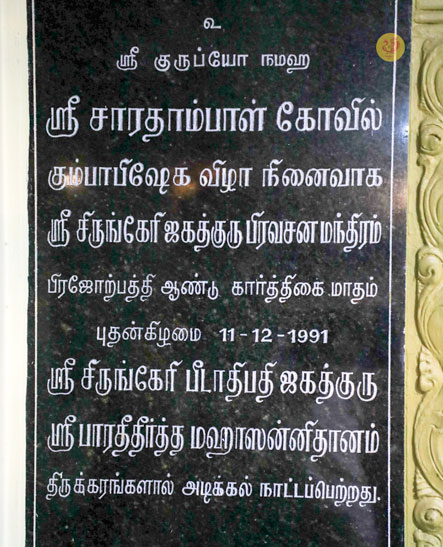 உ
ஸ்ரீ குருப்யோ நமஹ
ஸ்ரீ சாரதாம்பாள் கோவில்
கும்பாபிஷேக விழா நினைவாக
ஸ்ரீ சிருங்கேரி ஜகத்குரு பிரவசன மந்திரம்
பிரஜோற்பத்தி ஆண்டு கார்த்திகை மாதம்
புதன்கிழமை 11-12-1991
ஸ்ரீ சிருங்கேரி பீடாதிபதி ஜகத்குரு
ஸ்ரீ பாரதீதீர்த்த மஹாஸன்னிதானம்
திருக்கரங்களால் அடிக்கல் நாட்டப்பெற்றது.